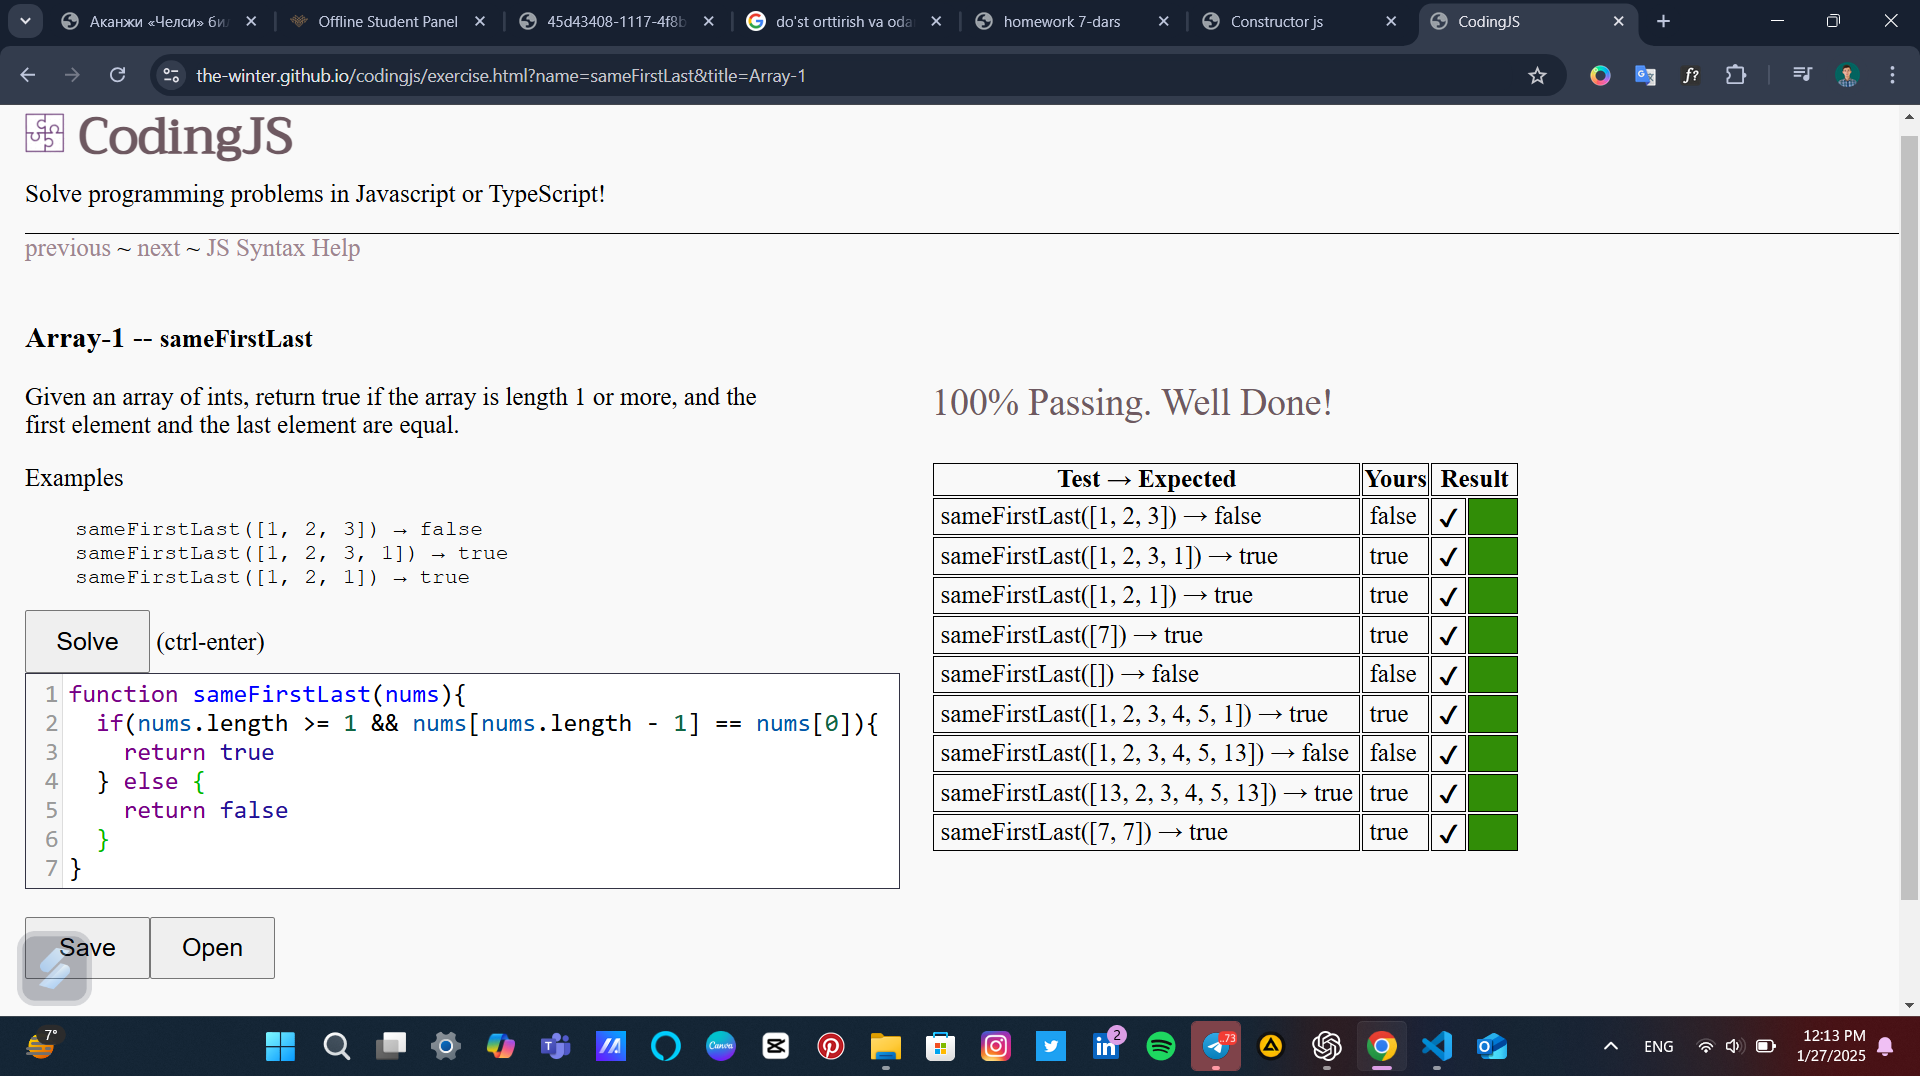 Аканжи «Челси» бил
Offline Student Panel
45d43408-1117-4f8b
do'st orttirish va odar
homework 7-dars
Constructor js
CodingJS
the-winter.github.io/codingjs/exercise.html?name=sameFirstLast&title=Array-1
CodingJS
Solve programming problems in Javascript or TypeScript!
previous ~ next ~ JS Syntax Help
Array-1 -- sameFirstLast
Given an array of ints, return true if the array is length 1 or more, and the
first element and the last element are equal.
Examples
sameFirstLast([1, 2, 3]) → false
sameFirstLast([1, 2, 3, 1]) → true
sameFirstLast([1, 2, 1]) → true
Solve (ctrl-enter)
1 function sameFirstLast(nums){
2 if(nums.length >= 1 && nums[nums.length - 1] == nums[0]){
3 return true
4 } else {
5 return false
6 }
7 }
Save Open
100% Passing. Well Done!
Test → Expected Yours Result
sameFirstLast([1, 2, 3]) → false false ✓
sameFirstLast([1, 2, 3, 1]) → true true ✓
sameFirstLast([1, 2, 1]) → true true ✓
sameFirstLast([7]) → true true ✓
sameFirstLast([]) → false false ✓
sameFirstLast([1, 2, 3, 4, 5, 1]) → true true ✓
sameFirstLast([1, 2, 3, 4, 5, 13]) → false false ✓
sameFirstLast([13, 2, 3, 4, 5, 13]) → true true ✓
sameFirstLast([7, 7]) → true true ✓
7°
Canva
2
..73
ENG
12:13 PM
1/27/2025